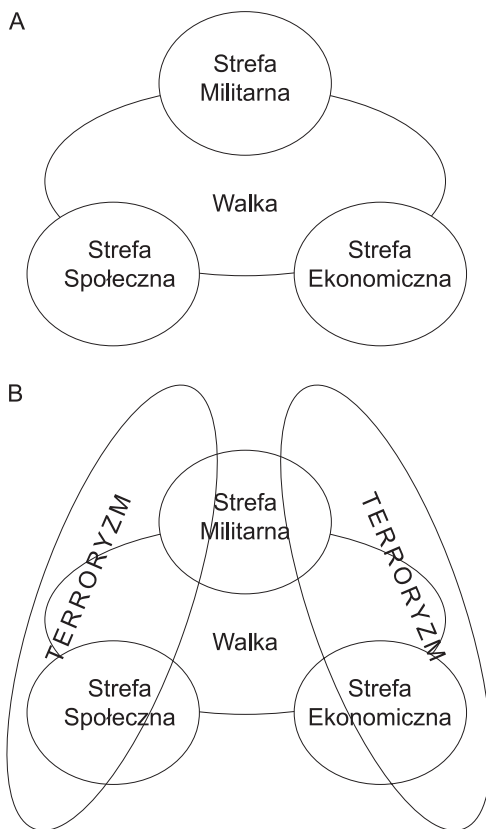 A
Strefa
Militarna
Walka
Strefa
Społeczna
Strefa
Ekonomiczna
B
TERRORYZM
TERRORYZM
Strefa
Militarna
Walka
Strefa
Społeczna
Strefa
Ekonomiczna